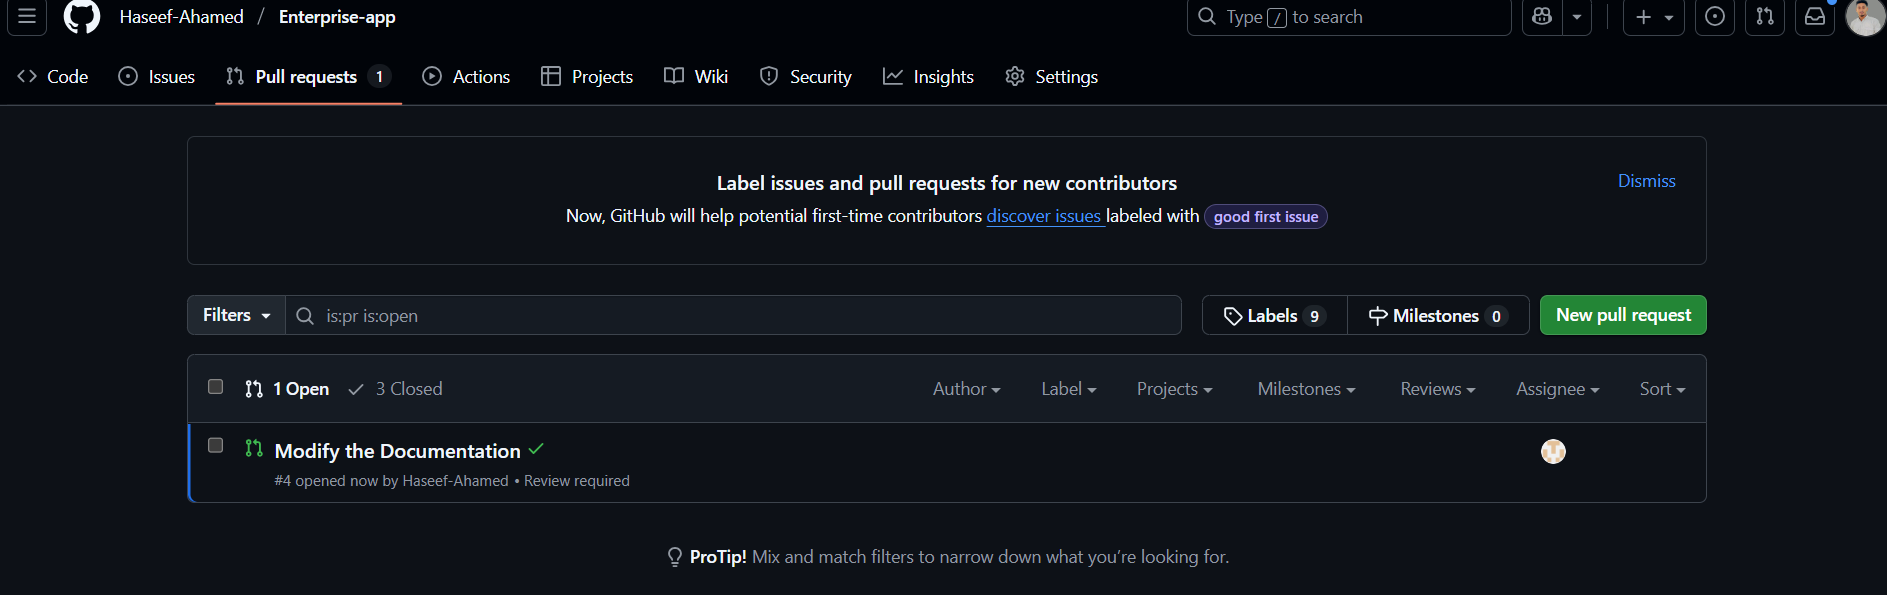 Haseef-Ahamed / Enterprise-app
Type / to search
Code
Issues
Pull requests 1
Actions
Projects
Wiki
Security
Insights
Settings
Label issues and pull requests for new contributors
Dismiss
Now, GitHub will help potential first-time contributors discover issues labeled with good first issue
Filters
is:pr is:open
Labels 9
Milestones 0
New pull request
1 Open
3 Closed
Author
Label
Projects
Milestones
Reviews
Assignee
Sort
Modify the Documentation
#4 opened now by Haseef-Ahamed • Review required
ProTip! Mix and match filters to narrow down what you’re looking for.